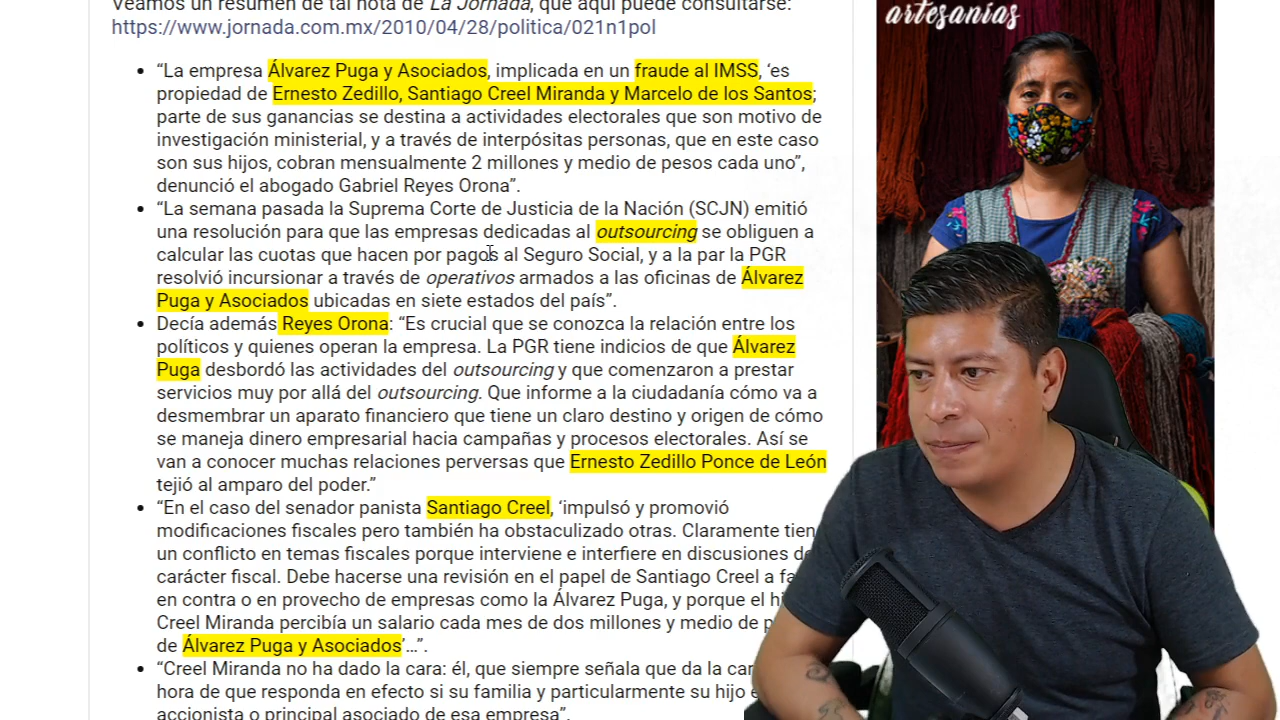 Veamos un resumen de tal nota de La Jornada, que aquí puede consultarse:
https://www.jornada.com.mx/2010/04/28/politica/021n1pol
artesanías
• “La empresa Álvarez Puga y Asociados, implicada en un fraude al IMSS, ‘es
propiedad de Ernesto Zedillo, Santiago Creel Miranda y Marcelo de los Santos;
parte de sus ganancias se destina a actividades electorales que son motivo de
investigación ministerial, y a través de interpósitas personas, que en este caso
son sus hijos, cobran mensualmente 2 millones y medio de pesos cada uno”,
denunció el abogado Gabriel Reyes Orona”.
• “La semana pasada la Suprema Corte de Justicia de la Nación (SCJN) emitió
una resolución para que las empresas dedicadas al outsourcing se obliguen a
calcular las cuotas que hacen por pagos al Seguro Social, y a la par la PGR
resolvió incursionar a través de operativos armados a las oficinas de Álvarez
Puga y Asociados ubicadas en siete estados del país”.
• Decía además Reyes Orona: “Es crucial que se conozca la relación entre los
políticos y quienes operan la empresa. La PGR tiene indicios de que Álvarez
Puga desbordó las actividades del outsourcing y que comenzaron a prestar
servicios muy por allá del outsourcing. Que informe a la ciudadanía cómo va a
desmembrar un aparato financiero que tiene un claro destino y origen de cómo
se maneja dinero empresarial hacia campañas y procesos electorales. Así se
van a conocer muchas relaciones perversas que Ernesto Zedillo Ponce de León
tejió al amparo del poder.”
• “En el caso del senador panista Santiago Creel, ‘impulsó y promovió
modificaciones fiscales pero también ha obstaculizado otras. Claramente tien
un conflicto en temas fiscales porque interviene e interfiere en discusiones de
carácter fiscal. Debe hacerse una revisión en el papel de Santiago Creel a fa
en contra o en provecho de empresas como la Álvarez Puga, y porque el hi
Creel Miranda percibía un salario cada mes de dos millones y medio de p
de Álvarez Puga y Asociados’…”.
• “Creel Miranda no ha dado la cara: él, que siempre señala que da la car
hora de que responda en efecto si su familia y particularmente su hijo e
accionista o principal asociado de esa empresa”.